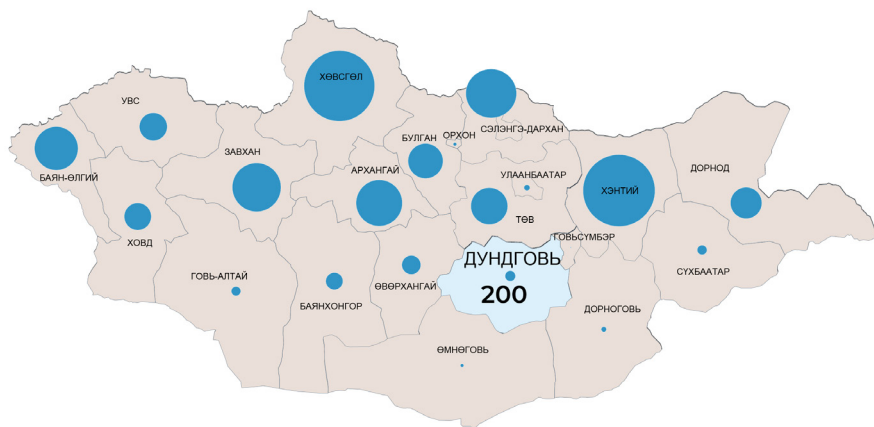 ХӨВСГӨЛ
УВС
СЭЛЭНГЭ-ДАРХАН
ОРХОН
БУЛГАН
ЗАВХАН
АРХАНГАЙ
БАЯН-ӨЛГИЙ
УЛААНБААТАР
ХЭНТИЙ
ДОРНОД
ТӨВ
ХОВД
ГОВЬСҮМБЭР
ДУНДГОВЬ
200
СҮХБААТАР
ГОВЬ-АЛТАЙ
БАЯНХОНГОР
ӨВӨРХАНГАЙ
ДОРНОГОВЬ
ӨМНӨГОВЬ